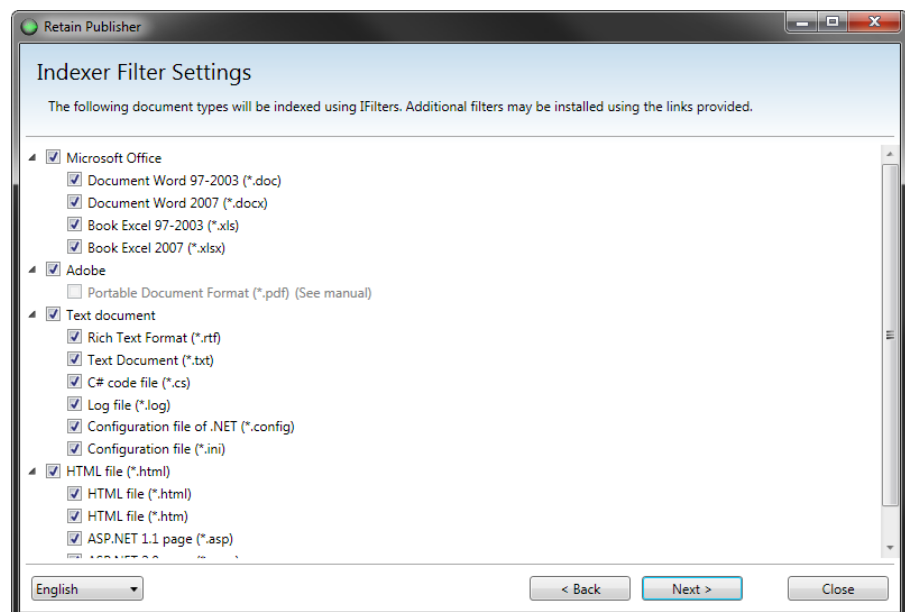 Retain Publisher
Indexer Filter Settings
The following document types will be indexed using IFilters. Additional filters may be installed using the links provided.
Microsoft Office
Document Word 97-2003 (*.doc)
Document Word 2007 (*.docx)
Book Excel 97-2003 (*.xls)
Book Excel 2007 (*.xlsx)
Adobe
Portable Document Format (*.pdf) (See manual)
Text document
Rich Text Format (*.rtf)
Text Document (*.txt)
C# code file (*.cs)
Log file (*.log)
Configuration file of .NET (*.config)
Configuration file (*.ini)
HTML file (*.html)
HTML file (*.html)
HTML file (*.htm)
ASP.NET 1.1 page (*.asp)
English < Back Next > Close